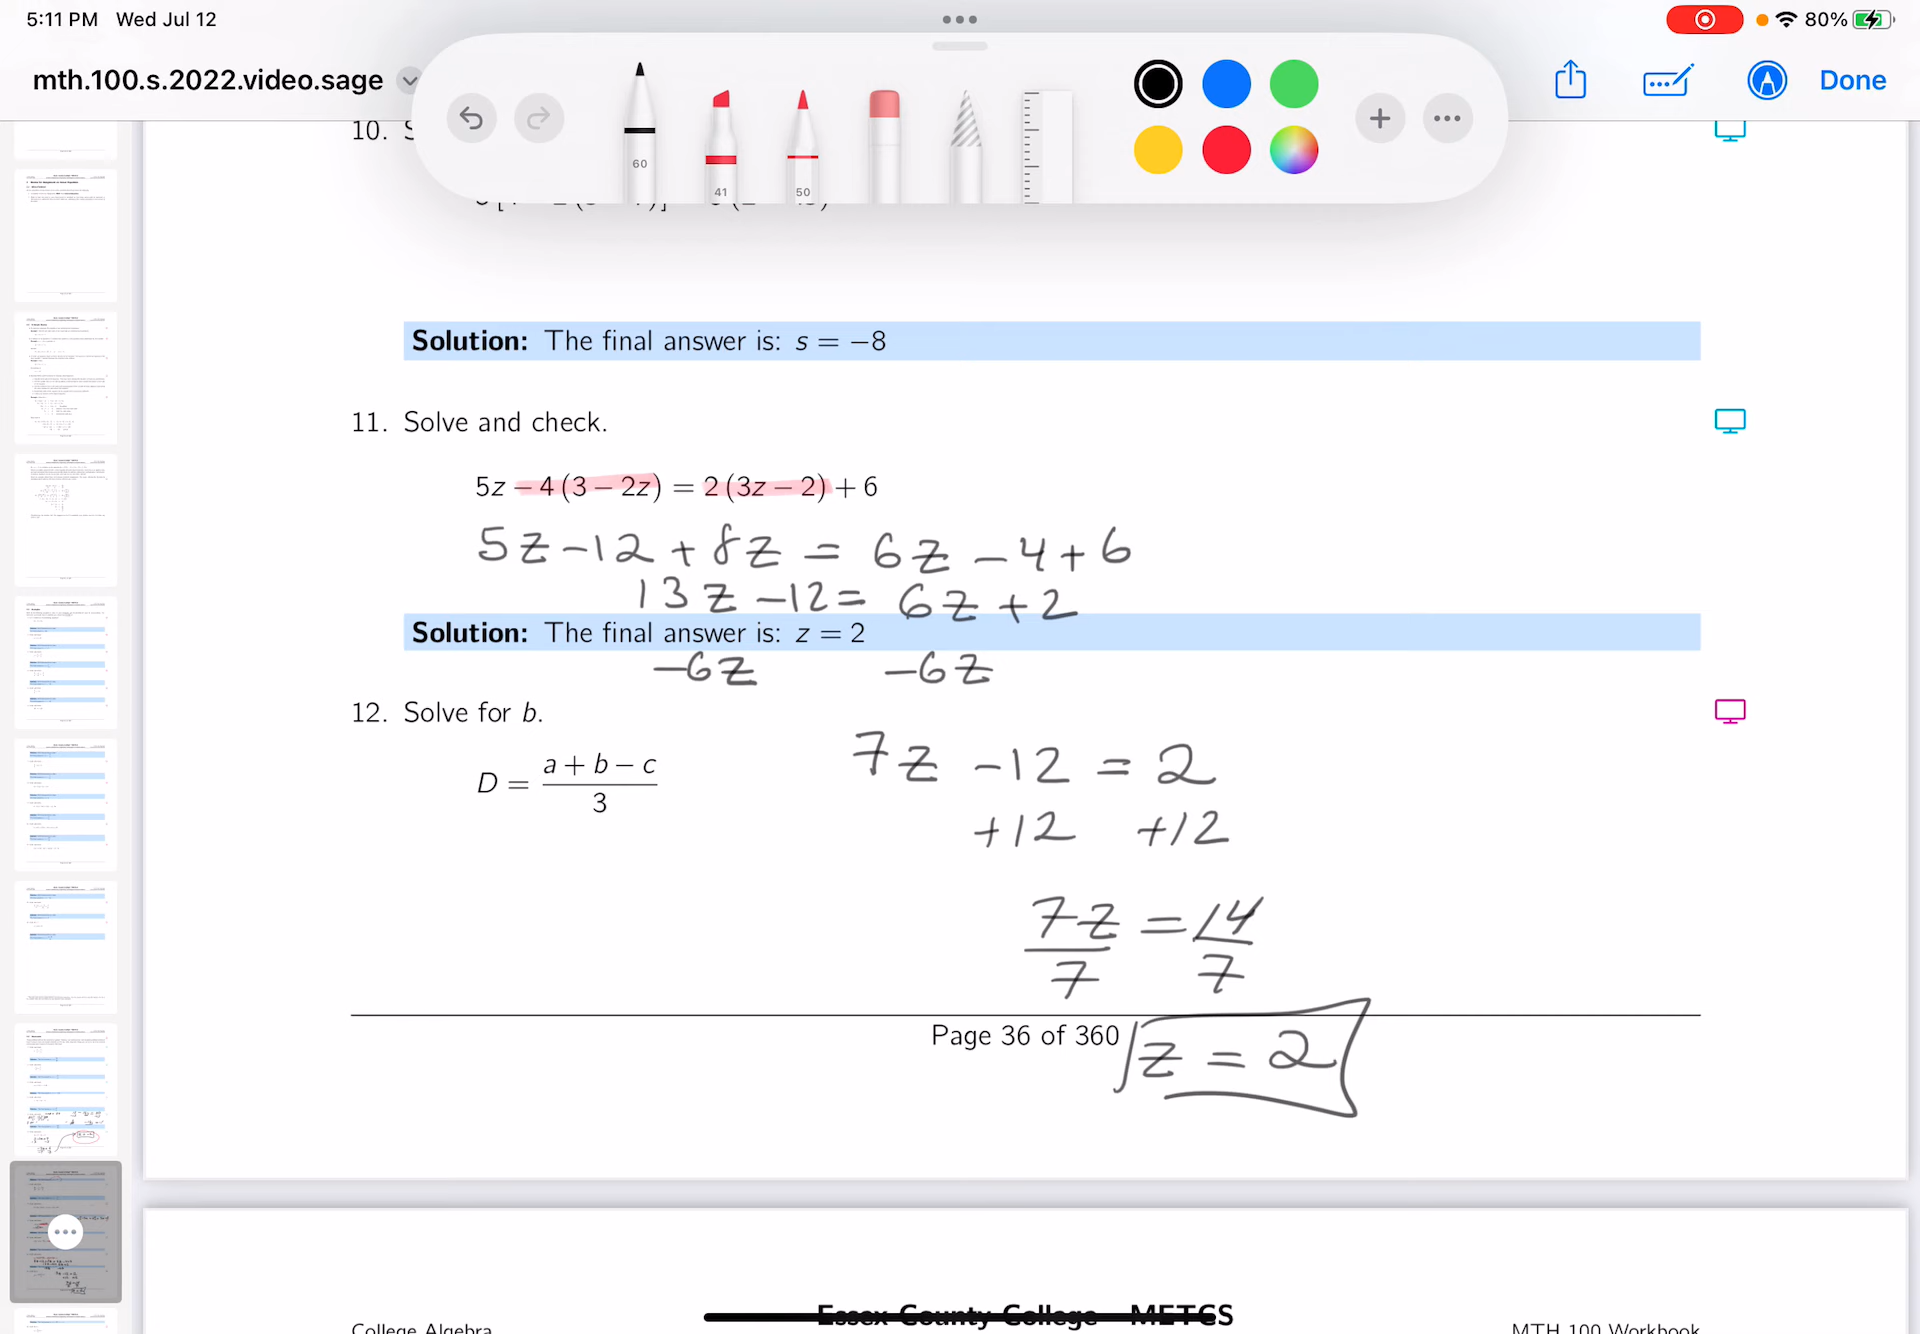 5:11 PM Wed Jul 12
80%
mth.100.s.2022.video.sage
60
41
50
Done
10.
Solution: The final answer is: s = −8
11. Solve and check.
5z − 4 (3 − 2z) = 2 (3z − 2) + 6
5z − 12 + 8z = 6z − 4 + 6
13z − 12 = 6z + 2
Solution: The final answer is: z = 2
−6z −6z
12. Solve for b.
D = (a + b − c)/3
7z − 12 = 2
+12 +12
7z/7 = 14/7
Page 36 of 360
z = 2
Essex County College – METCS
College Algebra
MTH 100 Workbook